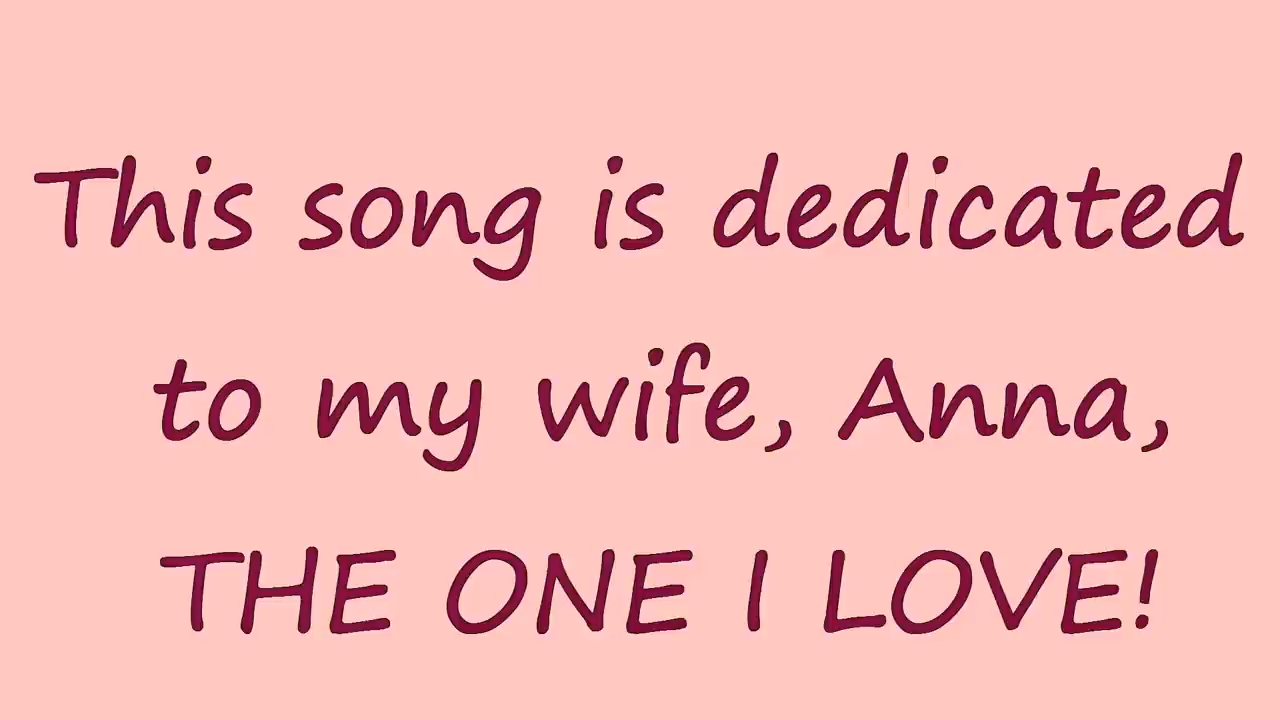 This song is dedicated
to my wife, Anna,
THE ONE I LOVE!